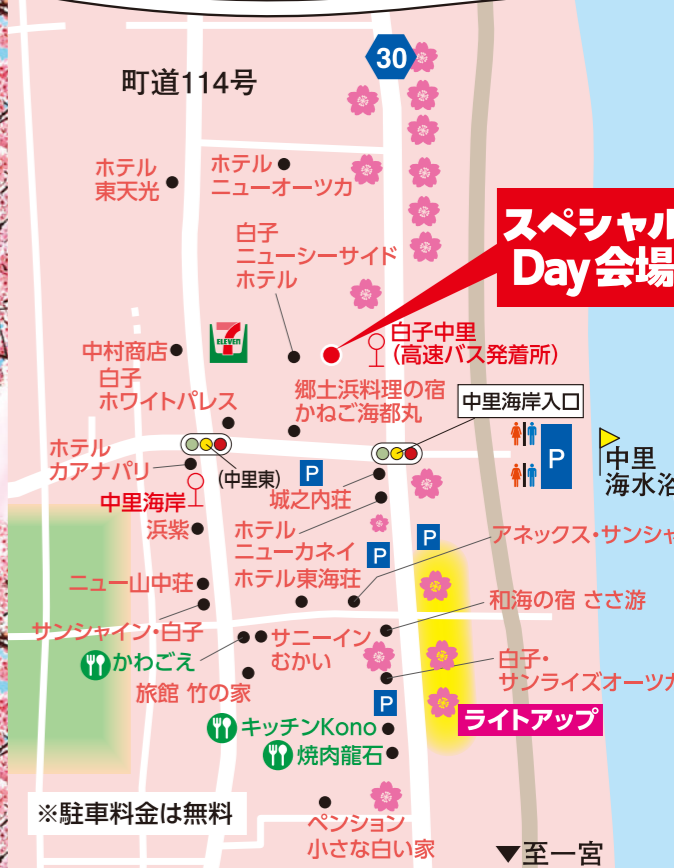 30
町道114号
ホテル
東天光
ホテル
ニューオーツカ
スペシャル
Day 会場
白子
ニューシーサイド
ホテル
7
ELEVEN
中村商店
白子中里
(高速バス発着所)
白子
ホワイトパレス
郷土浜料理の宿
かねご海都丸
中里海岸入口
ホテル
カアナパリ
(中里東)
P
P
中里
海水浴
中里海岸
城之内荘
浜紫
ホテル
ニューカネイ
P
P
アネックス・サンシャ
ニュー山中荘
ホテル東海荘
和海の宿 ささ游
サンシャイン・白子
サニーイン
むかい
かわごえ
白子・
サンライズオーツカ
旅館 竹の家
P
ライトアップ
キッチンKono
焼肉龍石
※駐車料金は無料
ペンション
小さな白い家
▼至一宮